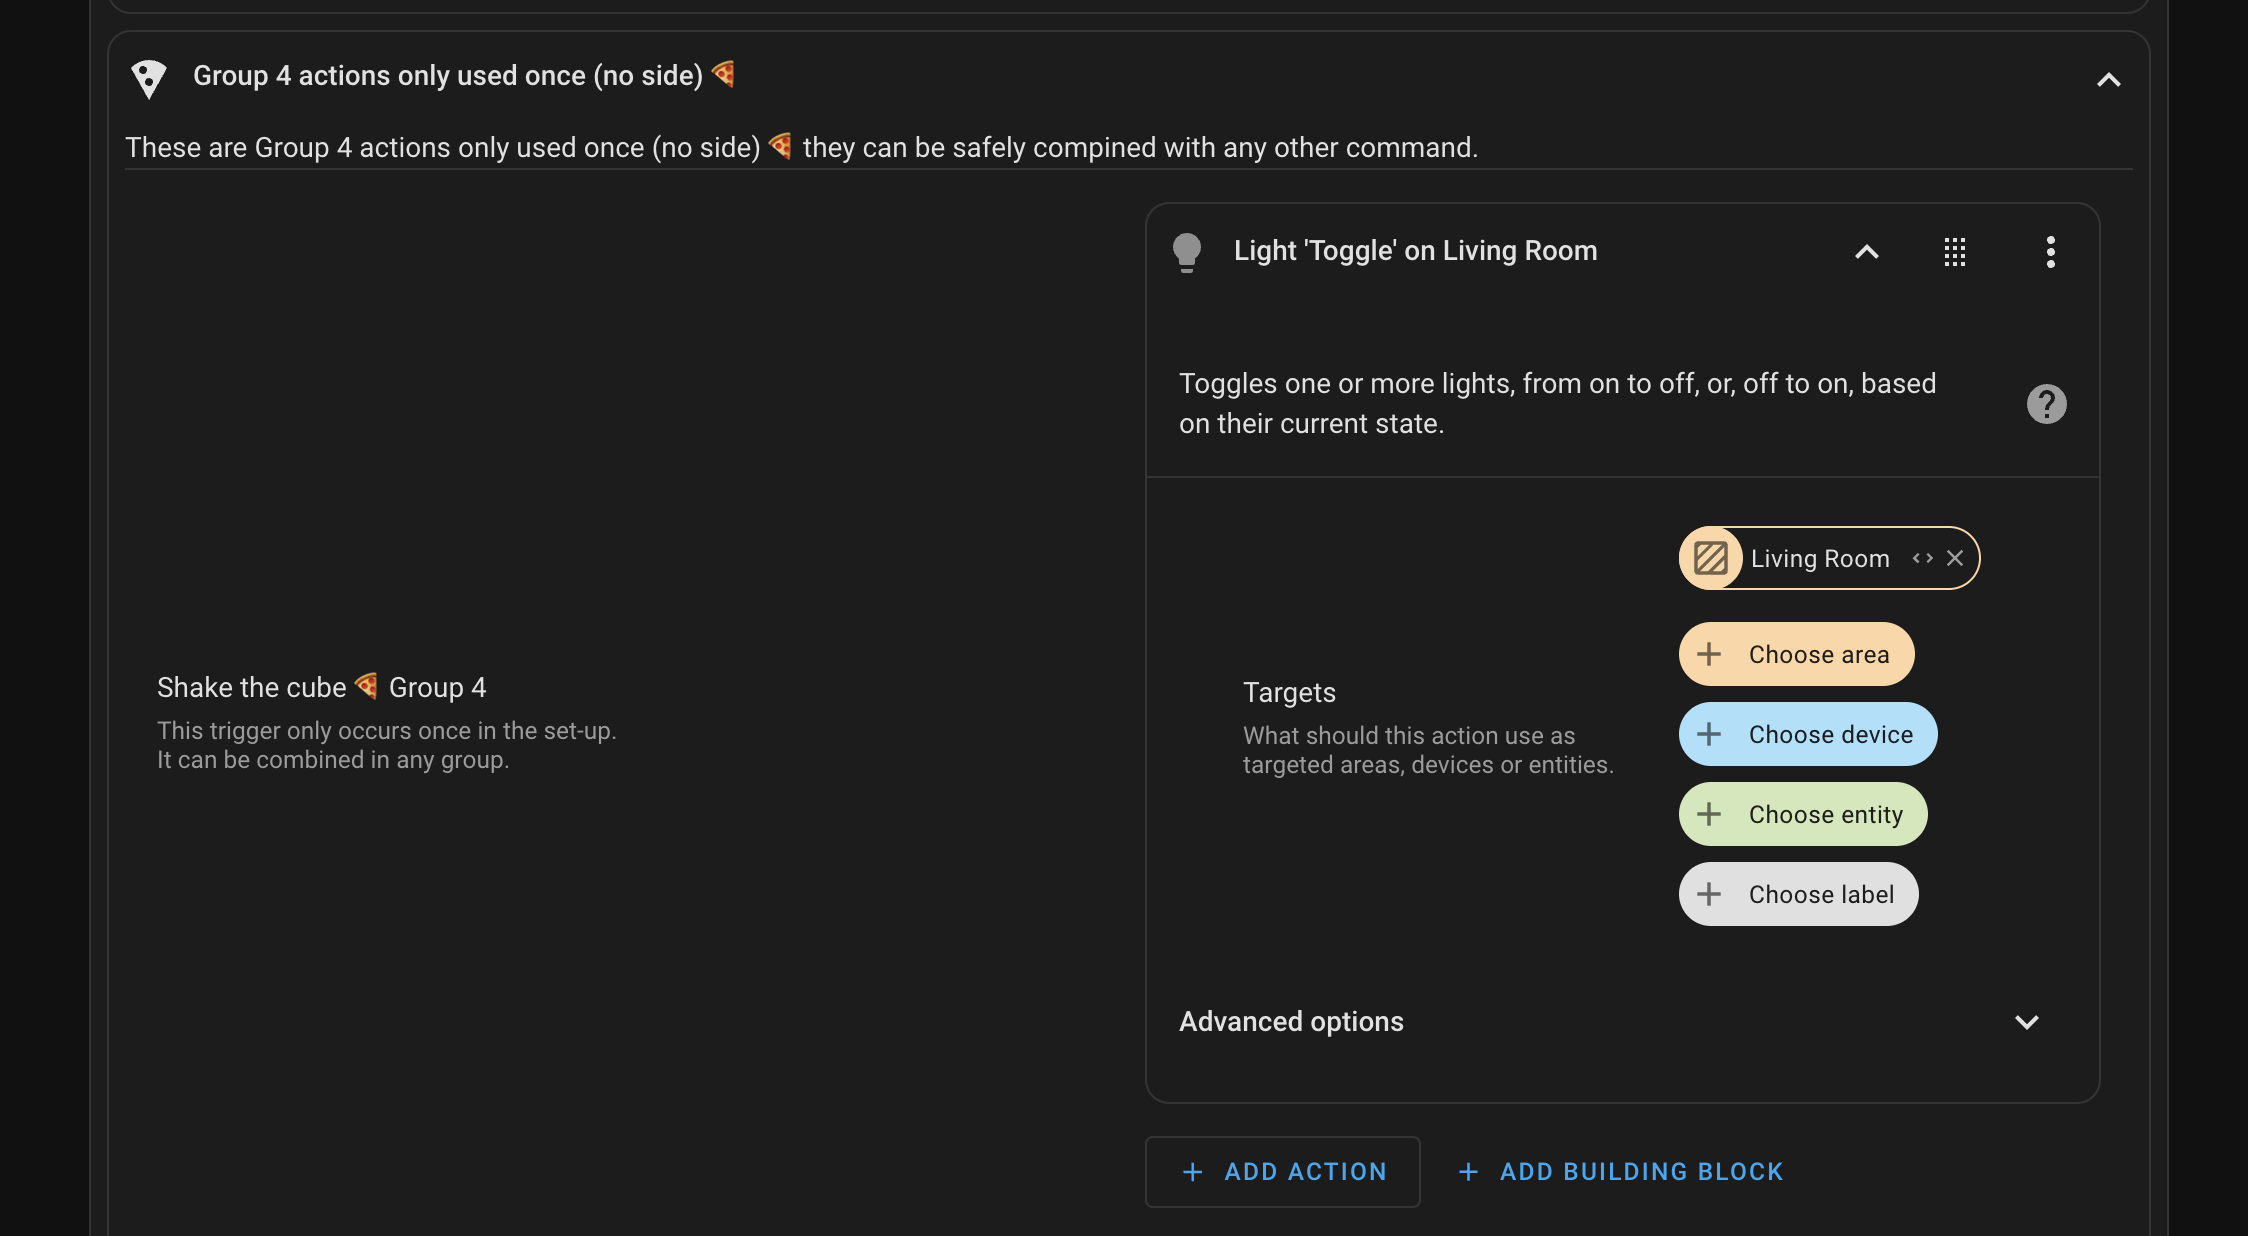 Group 4 actions only used once (no side) 🍕
These are Group 4 actions only used once (no side) 🍕 they can be safely compined with any other command.
Light 'Toggle' on Living Room
Toggles one or more lights, from on to off, or, off to on, based
on their current state.
Living Room
Choose area
Shake the cube 🍕 Group 4
This trigger only occurs once in the set-up.
It can be combined in any group.
Targets
What should this action use as
targeted areas, devices or entities.
Choose device
Choose entity
Choose label
Advanced options
ADD ACTION
ADD BUILDING BLOCK